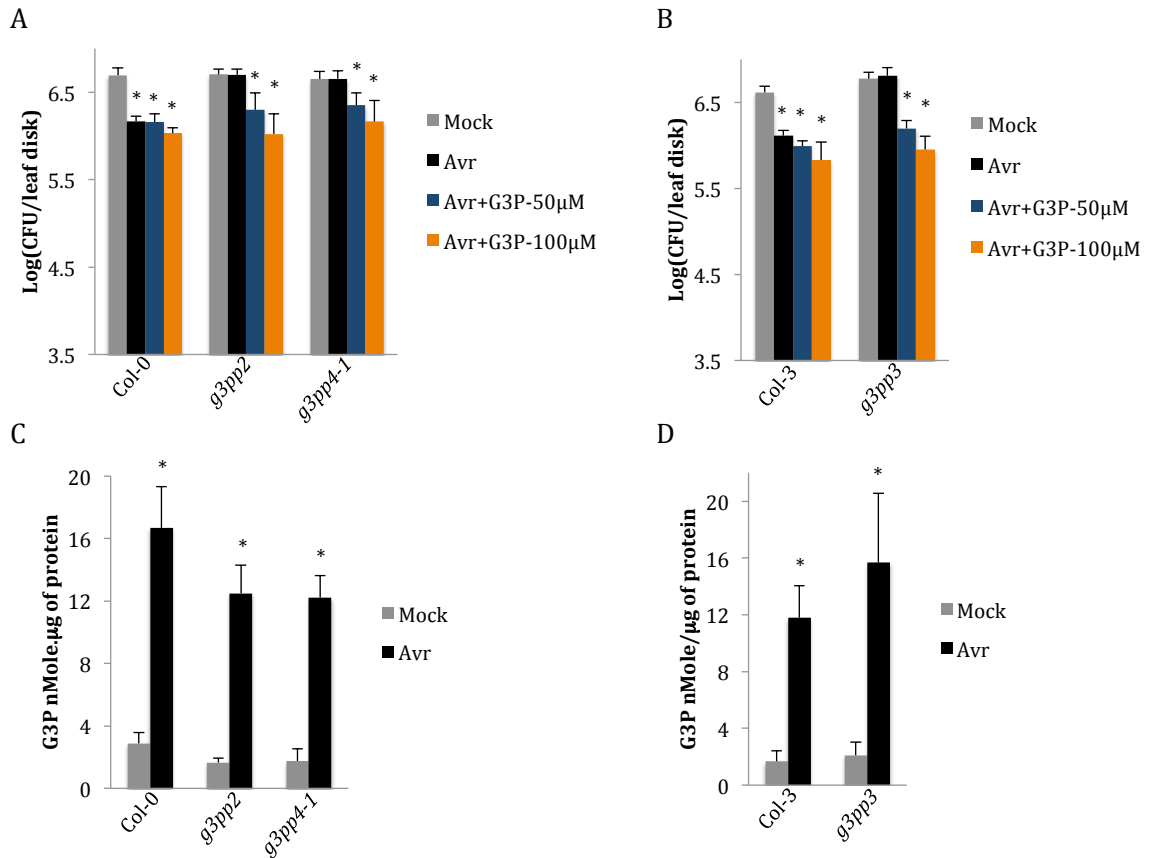 A
Log(CFU/leaf disk)
6.5
5.5
4.5
3.5
* * *
* *
* *
Col-0
g3pp2
g3pp4-1
Mock
Avr
Avr+G3P-50μM
Avr+G3P-100μM
B
Log(CFU/leaf disk)
6.5
5.5
4.5
3.5
* * *
* *
Col-3
g3pp3
Mock
Avr
Avr+G3P-50μM
Avr+G3P-100μM
C
G3P nMole.μg of protein
20
16
12
8
4
0
*
*
*
Col-0
g3pp2
g3pp4-1
Mock
Avr
D
G3P nMole/μg of protein
20
16
12
8
4
0
*
*
Col-3
g3pp3
Mock
Avr